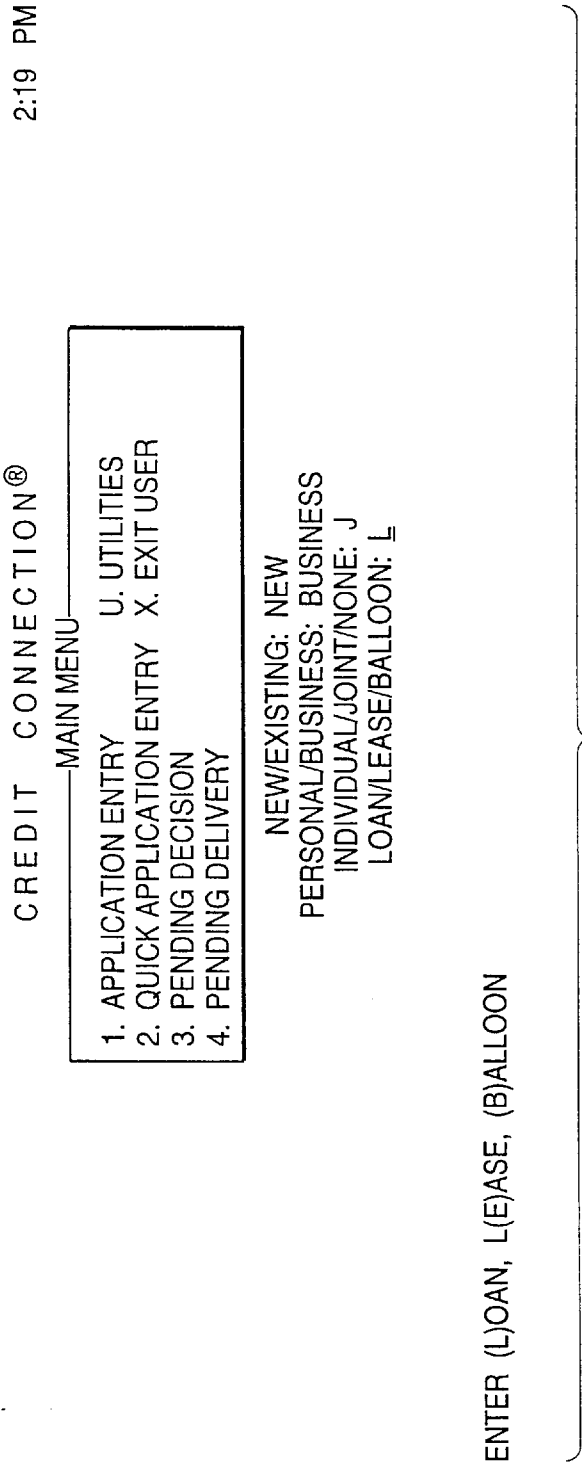 CREDIT CONNECTION® 2:19 PM
MAIN MENU
1. APPLICATION ENTRY U. UTILITIES
2. QUICK APPLICATION ENTRY X. EXIT USER
3. PENDING DECISION
4. PENDING DELIVERY
NEW/EXISTING: NEW
PERSONAL/BUSINESS: BUSINESS
INDIVIDUAL/JOINT/NONE: J
LOAN/LEASE/BALLOON: L
ENTER (L)OAN, L(E)ASE, (B)ALLOON